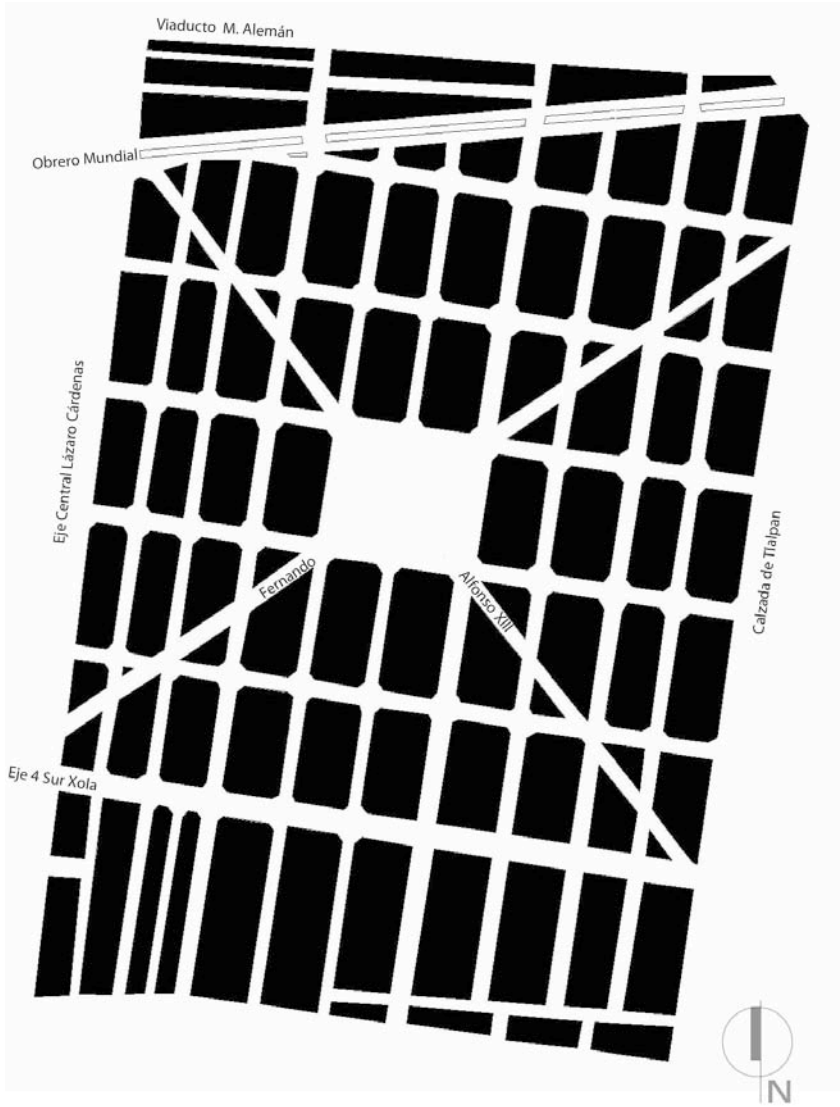 Viaducto M. Alemán
Obrero Mundial
Eje Central Lázaro Cárdenas
Calzada de Tlalpan
Fernando
Alfonso XIII
Eje 4 Sur Xola
N